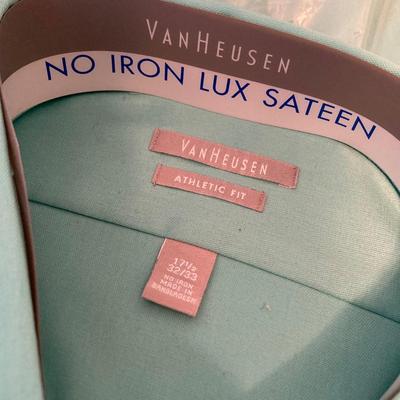 VANHEUSEN
NO IRON LUX SATEEN
VANHEUSEN
ATHLETIC FIT
17½
32/33
NO IRON
MADE IN
BANGLADESH